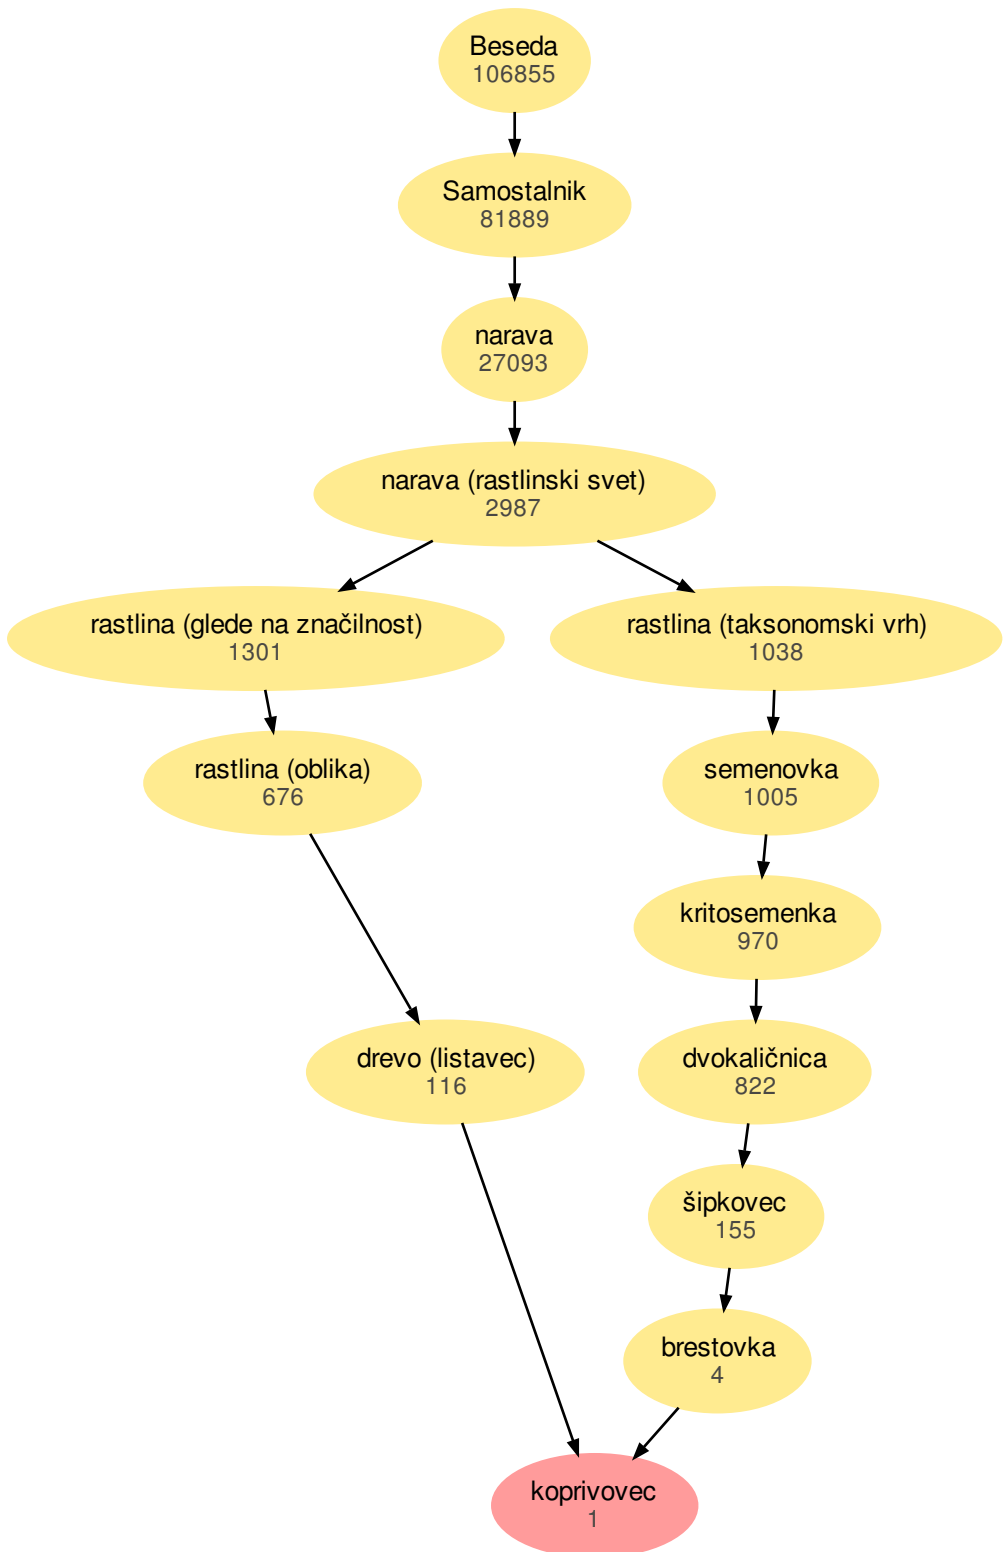 Beseda
106855
Samostalnik
81889
narava
27093
narava (rastlinski svet)
2987
rastlina (glede na značilnost)
1301
rastlina (taksonomski vrh)
1038
rastlina (oblika)
676
semenovka
1005
kritosemenka
970
drevo (listavec)
116
dvokaličnica
822
šipkovec
155
brestovka
4
koprivovec
1